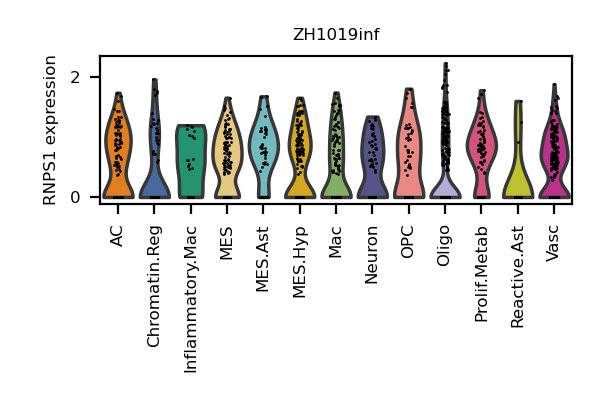 ZH1019inf
RNPS1 expression
2
0
AC
Chromatin.Reg
Inflammatory.Mac
MES
MES.Ast
MES.Hyp
Mac
Neuron
OPC
Oligo
Prolif.Metab
Reactive.Ast
Vasc